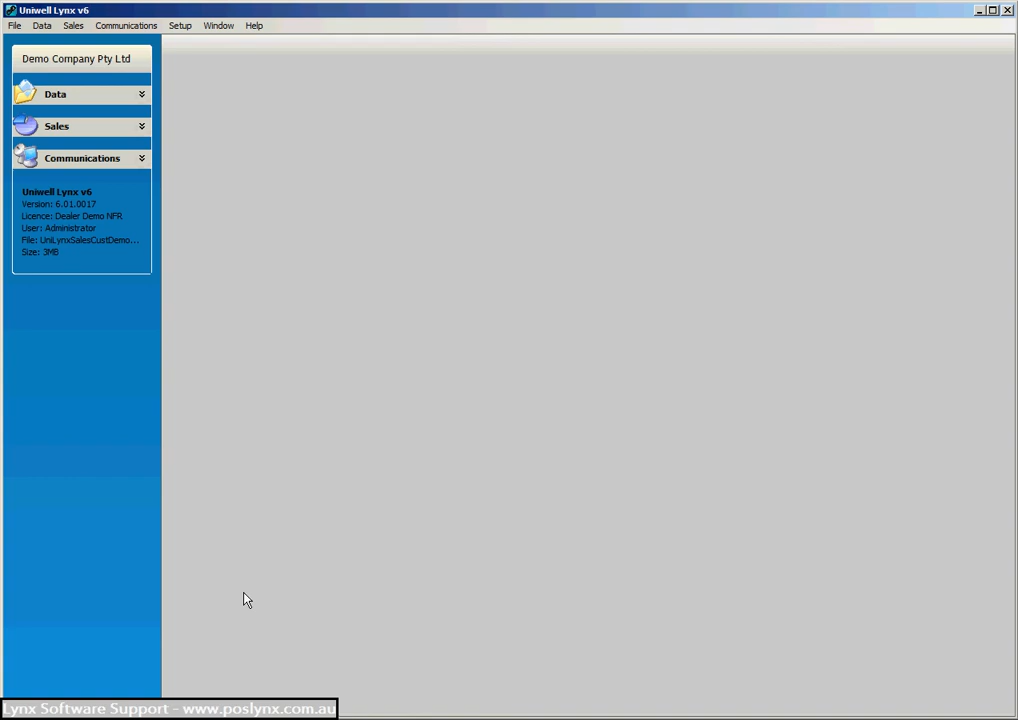 Uniwell Lynx v6
File Data Sales Communications Setup Window Help
Demo Company Pty Ltd
Data
Sales
Communications
Uniwell Lynx v6
Version: 6.01.0017
Licence: Dealer Demo NFR
User: Administrator
File: UniLynxSalesCustDemo...
Size: 3MB
Lynx Software Support - www.poslynx.com.au